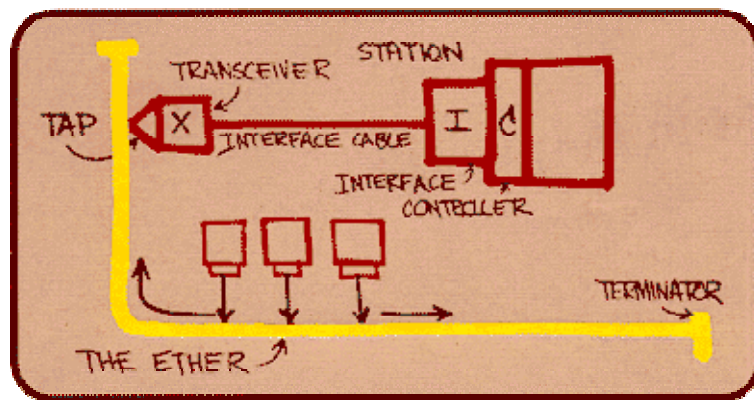 STATION
TRANSCEIVER
TAP
X
I
C
INTERFACE CABLE
INTERFACE
CONTROLLER
TERMINATOR
THE ETHER